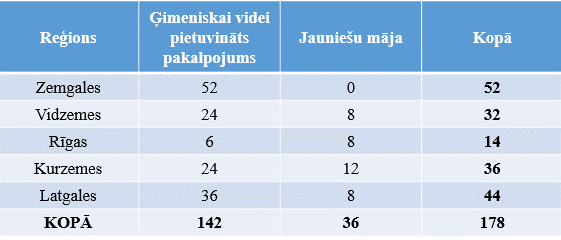 Reģions Ģimeniskai videi pietuvināts pakalpojums Jauniešu māja Kopā
Zemgales 52 0 52
Vidzemes 24 8 32
Rīgas 6 8 14
Kurzemes 24 12 36
Latgales 36 8 44
KOPĀ 142 36 178